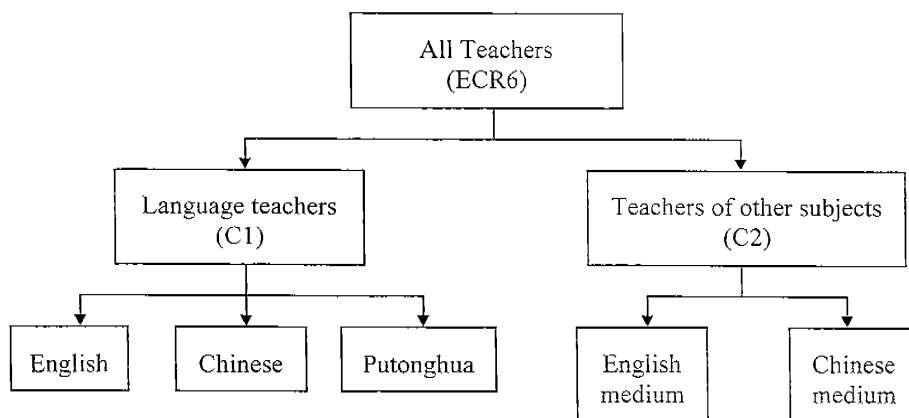 All Teachers
(ECR6)
Language teachers
(C1)
Teachers of other subjects
(C2)
English
Chinese
Putonghua
English
medium
Chinese
medium